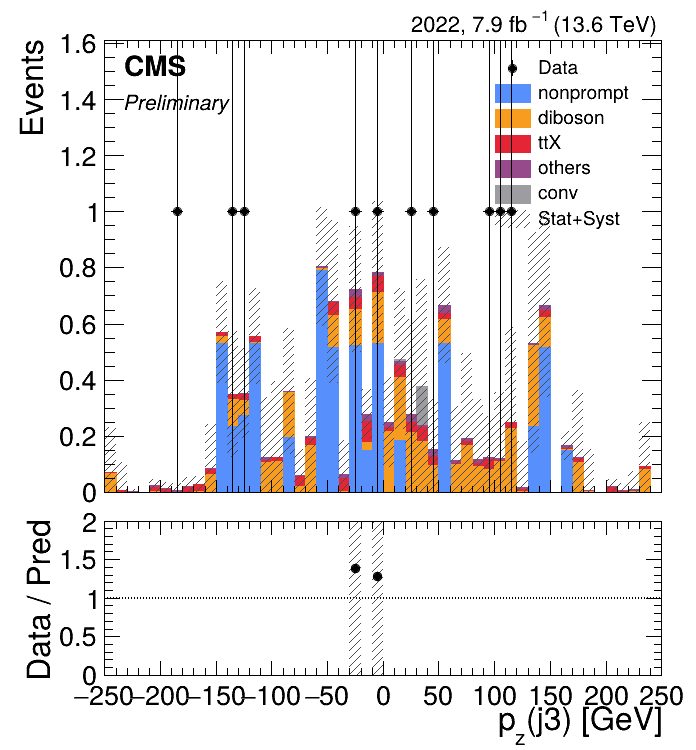 2022, 7.9 fb⁻¹ (13.6 TeV)
Events
1.6
1.4
1.2
1
0.8
0.6
0.4
0.2
0
CMS
Preliminary
Data
nonprompt
diboson
ttX
others
conv
Stat+Syst
Data / Pred
2
1.5
1
0.5
0
−250 −200 −150 −100 −50 0 50 100 150 200 250
p_z(j3) [GeV]